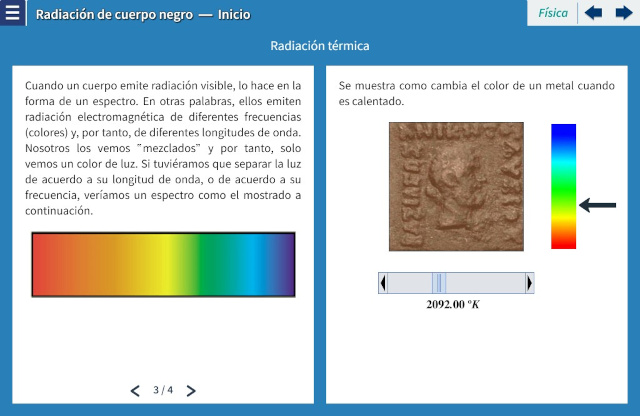 Radiación de cuerpo negro — Inicio
Física
Radiación térmica
Cuando un cuerpo emite radiación visible, lo hace en la
forma de un espectro. En otras palabras, ellos emiten
radiación electromagnética de diferentes frecuencias
(colores) y, por tanto, de diferentes longitudes de onda.
Nosotros los vemos "mezclados" y por tanto, solo
vemos un color de luz. Si tuviéramos que separar la luz
de acuerdo a su longitud de onda, o de acuerdo a su
frecuencia, veríamos un espectro como el mostrado a
continuación.
3 / 4
Se muestra como cambia el color de un metal cuando
es calentado.
2092.00 °K